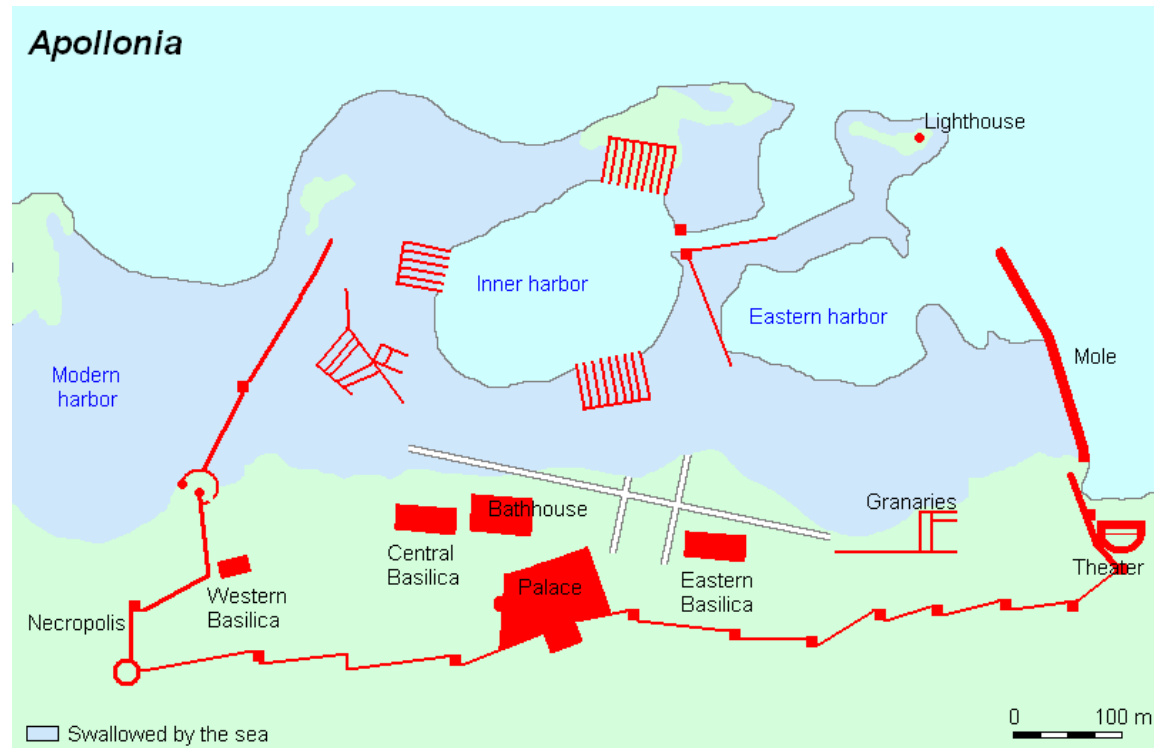 Apollonia
Lighthouse
Inner harbor
Eastern harbor
Modern
harbor
Mole
Granaries
Bathhouse
Central
Basilica
Palace
Eastern
Basilica
Theater
Western
Basilica
Necropolis
Swallowed by the sea
0 100 m